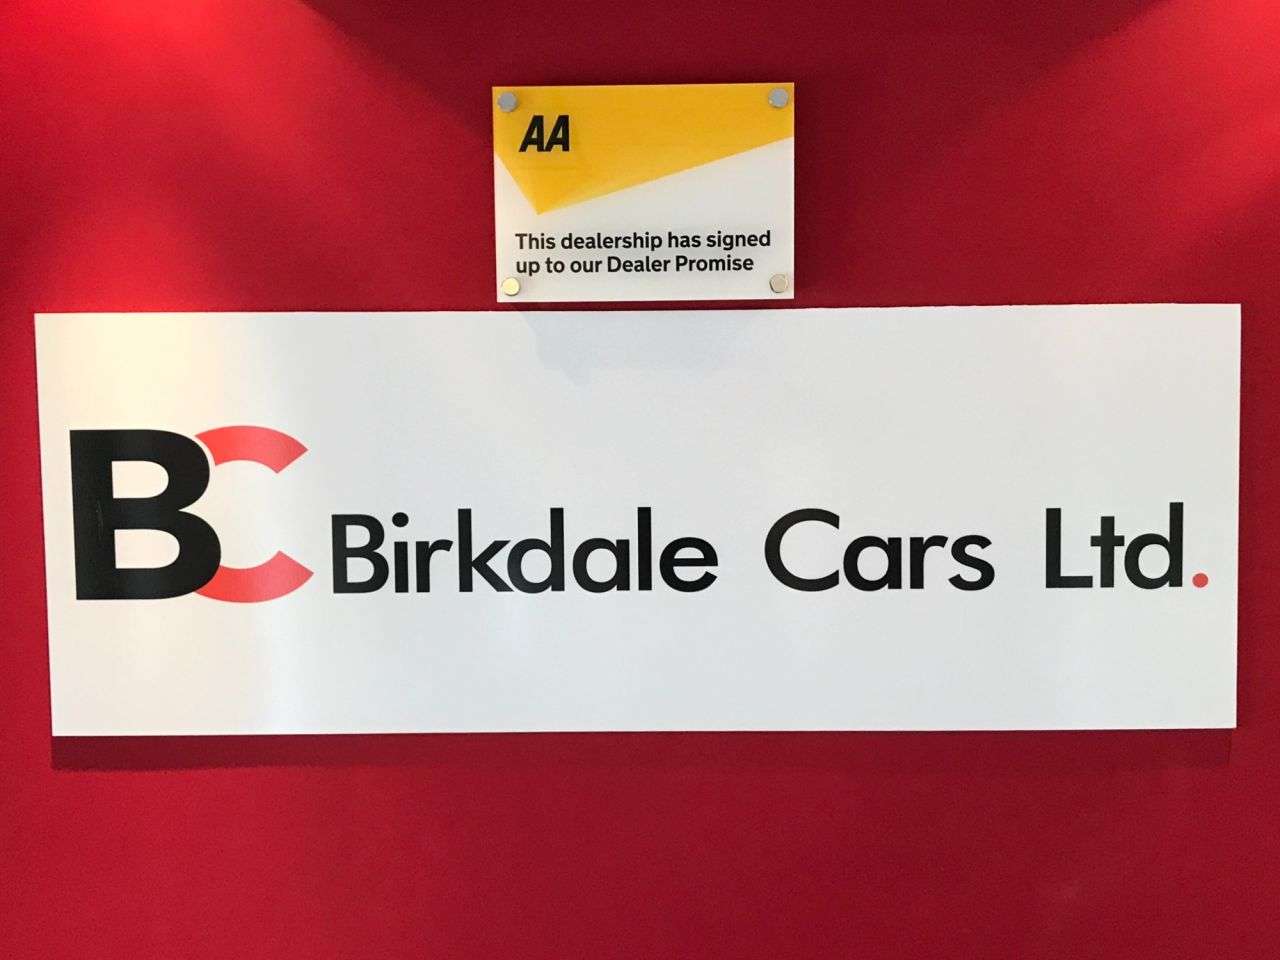 AA
This dealership has signed
up to our Dealer Promise
BC Birkdale Cars Ltd.